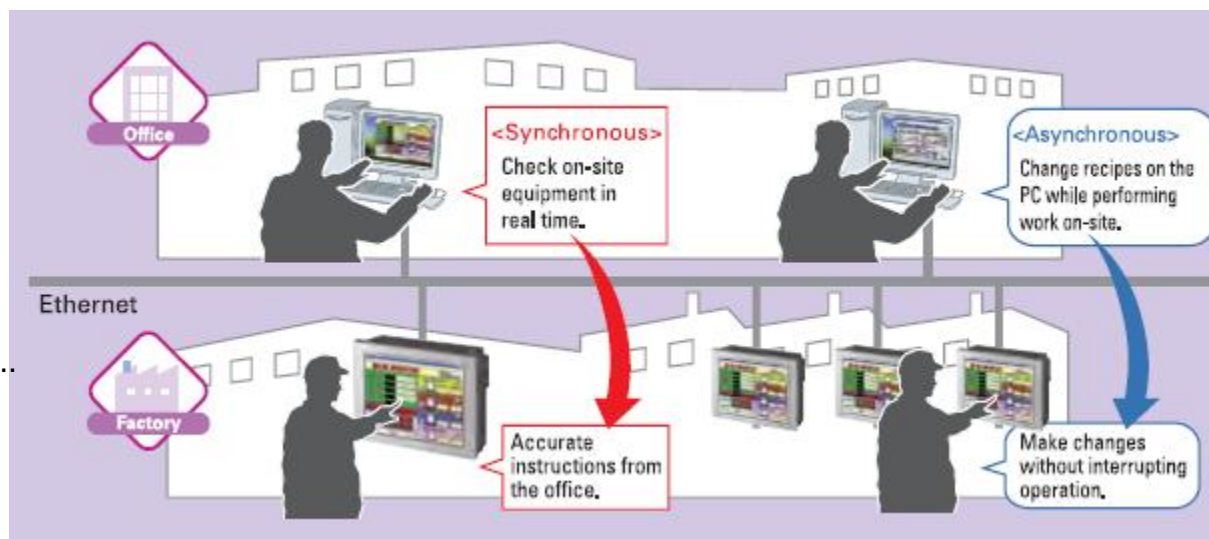 Office
<Synchronous>
Check on-site
equipment in
real time.
<Asynchronous>
Change recipes on the
PC while performing
work on-site.
Ethernet
..
Factory
Accurate
instructions from
the office.
Make changes
without interrupting
operation.